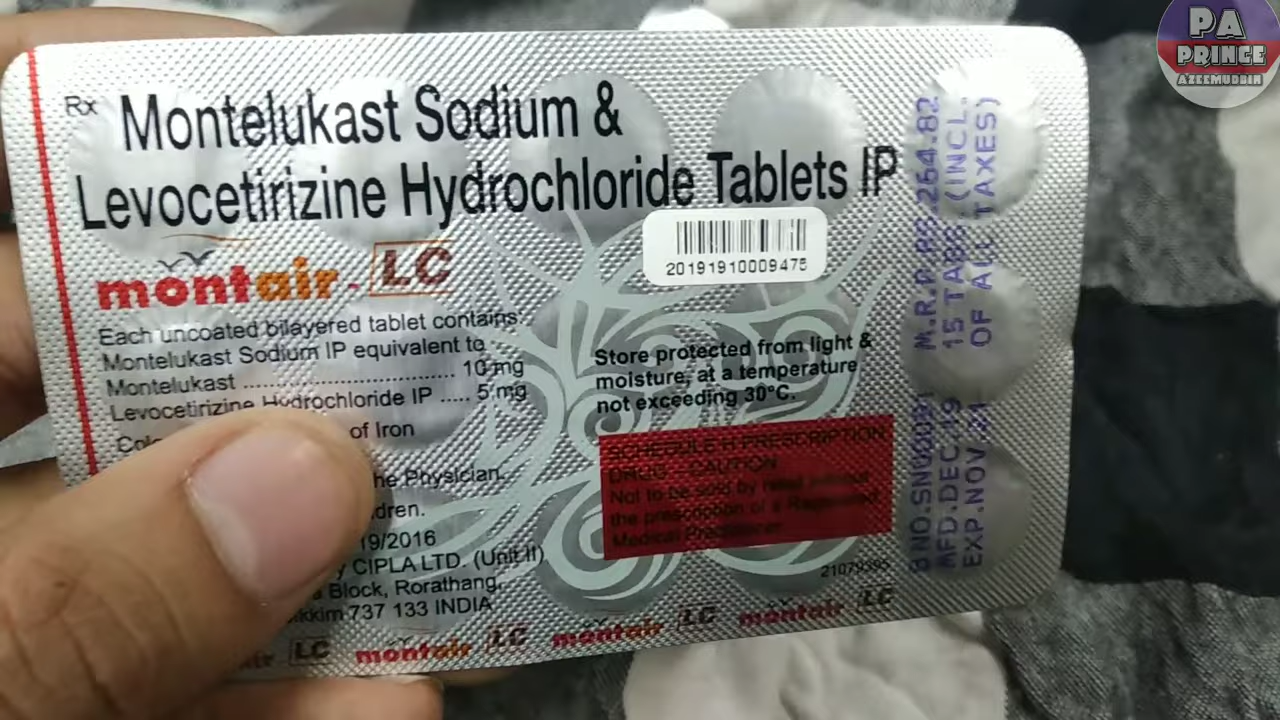 Rx Montelukast Sodium &
Levocetirizine Hydrochloride Tablets IP
montair - LC
Each uncoated bilayered tablet contains:
Montelukast Sodium IP equivalent to
Montelukast .................................... 10 mg
Levocetirizine Hydrochloride IP ..... 5 mg
of Iron
Physician.
19/2016
CIPLA LTD. (Unit II)
Block, Rorathang,
737 133 INDIA
20191910009475
Store protected from light &
moisture, at a temperature
not exceeding 30°C.
SCHEDULE H PRESCRIPTION
DRUG - CAUTION
Not to be sold by retail without
the prescription of a Registered
Medical Practitioner
21079395
LC montair LC montair LC montair LC
M.R.P.RS.264.82
15 TABS (INCL.
OF ALL TAXES)
MFD.DEC.19
EXP.NOV.21
PA
PRINCE
AZEEMUDDIN